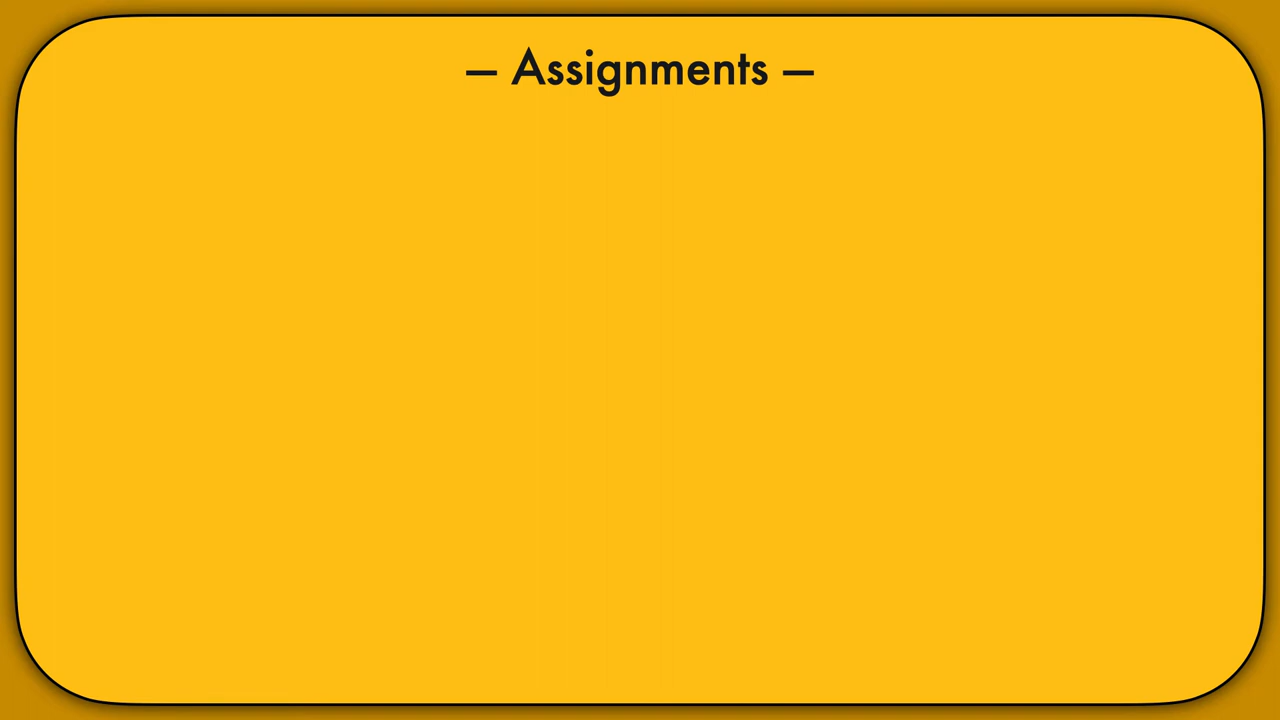 — Assignments —